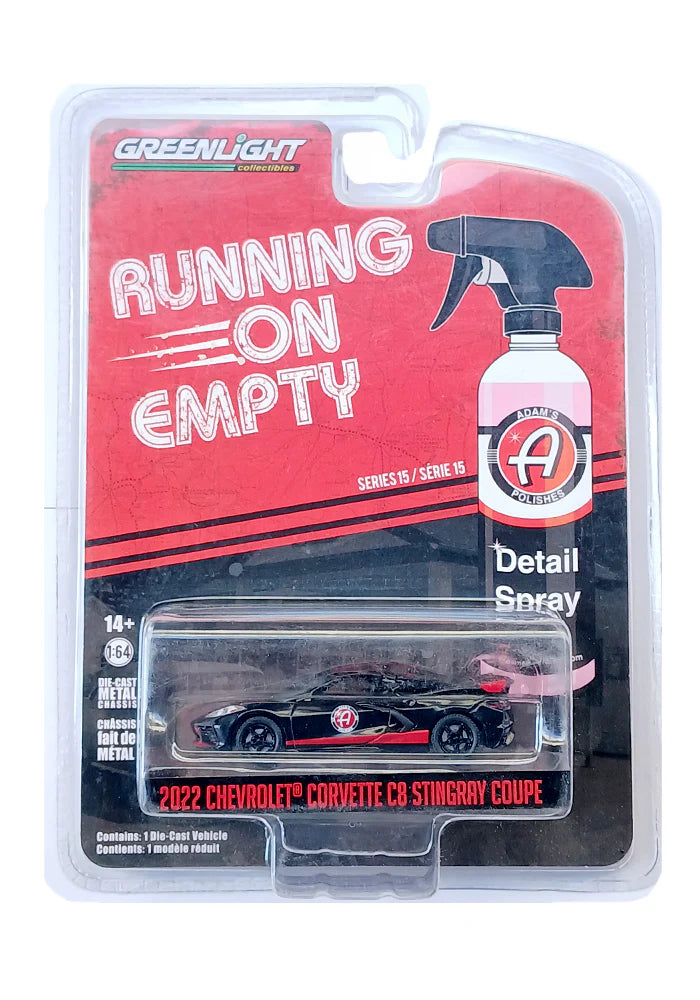 GREENLIGHT
collectibles
RUNNING
ON
EMPTY
SERIES 15 / SÉRIE 15
ADAM'S
A
POLISHES
Detail
Spray
14+
1:64
DIE-CAST
METAL
CHASSIS
CHÂSSIS
fait de
MÉTAL
A
2022 CHEVROLET® CORVETTE C8 STINGRAY COUPE
Contains: 1 Die-Cast Vehicle
Contients: 1 modèle réduit